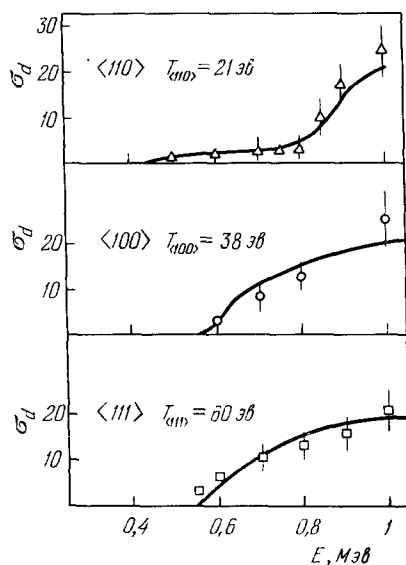 30
20
10
σd
⟨110⟩ T⟨110⟩ = 21 эв
20
10
σd
⟨100⟩ T⟨100⟩ = 38 эв
20
10
σd
⟨111⟩ T⟨111⟩ = 60 эв
0,4 0,6 0,8 1
E, Мэв